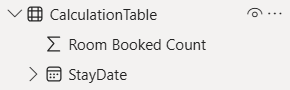 CalculationTable
Room Booked Count
StayDate